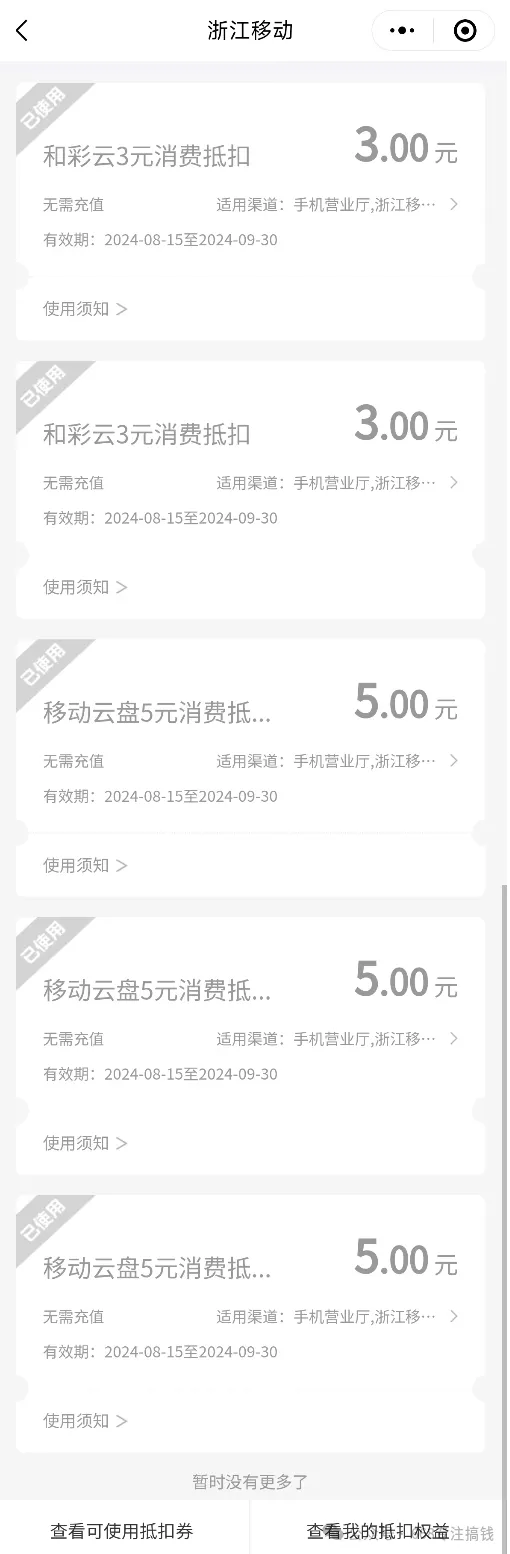 浙江移动
已使用
和彩云3元消费抵扣
3.00元
无需充值
适用渠道：手机营业厅,浙江移…
有效期：2024-08-15至2024-09-30
使用须知 >
已使用
和彩云3元消费抵扣
3.00元
无需充值
适用渠道：手机营业厅,浙江移…
有效期：2024-08-15至2024-09-30
使用须知 >
已使用
移动云盘5元消费抵...
5.00元
无需充值
适用渠道：手机营业厅,浙江移…
有效期：2024-08-15至2024-09-30
使用须知 >
已使用
移动云盘5元消费抵...
5.00元
无需充值
适用渠道：手机营业厅,浙江移…
有效期：2024-08-15至2024-09-30
使用须知 >
已使用
移动云盘5元消费抵...
5.00元
无需充值
适用渠道：手机营业厅,浙江移…
有效期：2024-08-15至2024-09-30
使用须知 >
暂时没有更多了
查看可使用抵扣券
查看我的抵扣权益
注搞钱